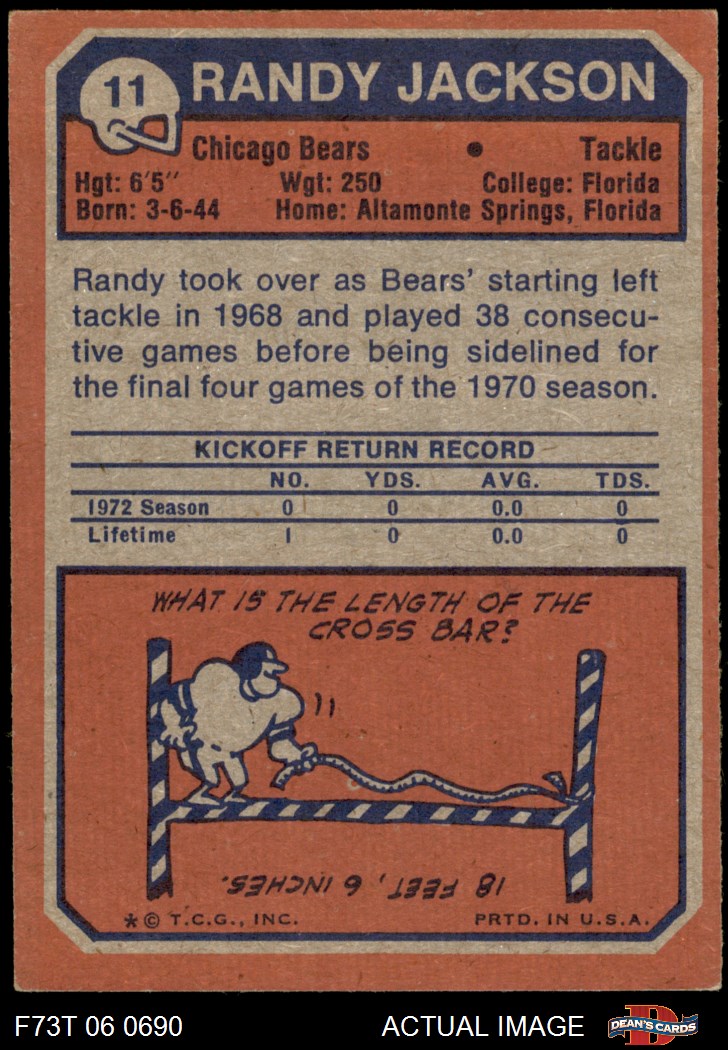 11 RANDY JACKSON
Chicago Bears • Tackle
Hgt: 6'5" Wgt: 250 College: Florida
Born: 3-6-44 Home: Altamonte Springs, Florida
Randy took over as Bears' starting left
tackle in 1968 and played 38 consecu-
tive games before being sidelined for
the final four games of the 1970 season.
KICKOFF RETURN RECORD
NO. YDS. AVG. TDS.
1972 Season 0 0 0.0 0
Lifetime 1 0 0.0 0
WHAT IS THE LENGTH OF THE
CROSS BAR?
18 FEET, 6 INCHES.
* © T.C.G., INC. PRTD. IN U.S.A.
F73T 06 0690 ACTUAL IMAGE D DEAN'S CARDS